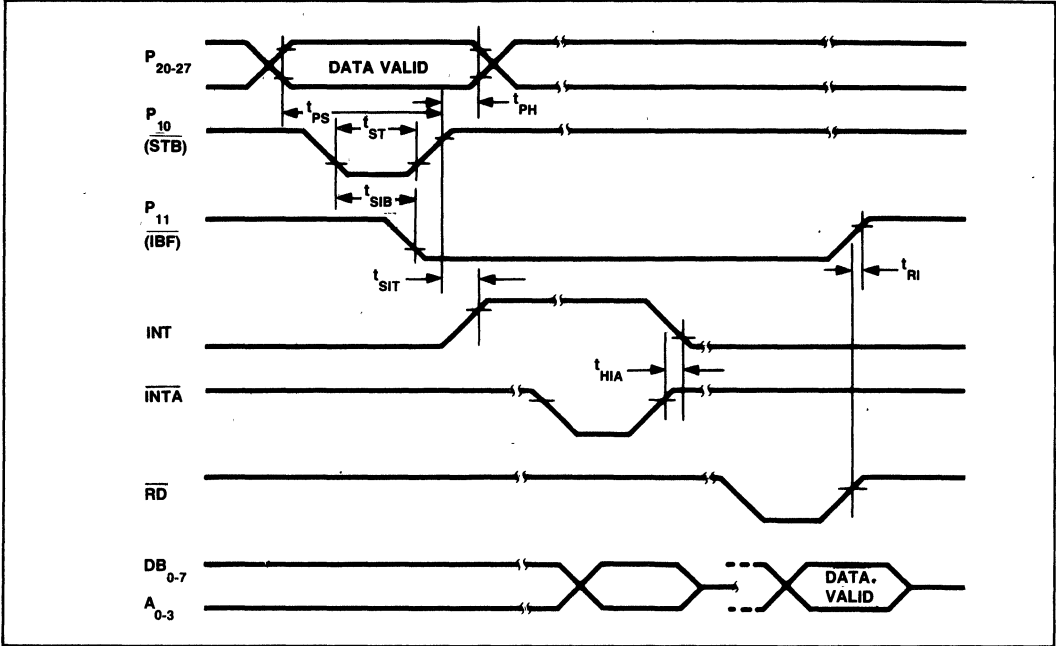 P20-27
DATA VALID
tPS
tPH
P10
(STB)
tST
tSIB
P11
(IBF)
tRI
tSIT
INT
tHIA
INTA
RD
DB0-7
DATA.
VALID
A0-3